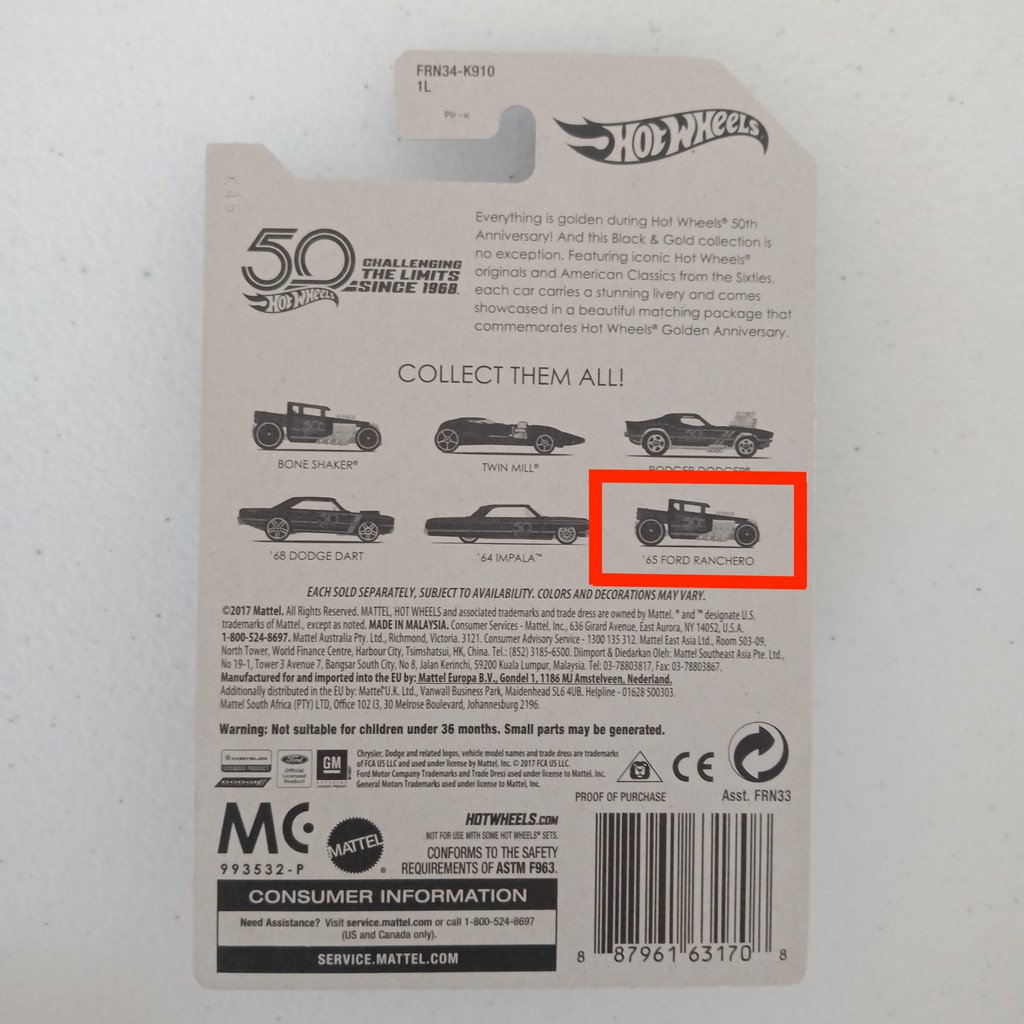 FRN34-K910
1L
PP-K
HOT WHEELS
K46
50
CHALLENGING
THE LIMITS
SINCE 1968.
HOT WHEELS
Everything is golden during Hot Wheels® 50th
Anniversary! And this Black & Gold collection is
no exception. Featuring iconic Hot Wheels®
originals and American Classics from the Sixties,
each car carries a stunning livery and comes
showcased in a beautiful matching package that
commemorates Hot Wheels® Golden Anniversary.
COLLECT THEM ALL!
BONE SHAKER®
TWIN MILL®
RODGER DODGER®
'68 DODGE DART
'64 IMPALA™
'65 FORD RANCHERO
EACH SOLD SEPARATELY, SUBJECT TO AVAILABILITY. COLORS AND DECORATIONS MAY VARY.
©2017 Mattel. All Rights Reserved. MATTEL, HOT WHEELS and associated trademarks and trade dress are owned by Mattel. ® and ™ designate U.S.
trademarks of Mattel., except as noted. MADE IN MALAYSIA. Consumer Services - Mattel, Inc., 636 Girard Avenue, East Aurora, NY 14052, U.S.A.
1-800-524-8697. Mattel Australia Pty. Ltd., Richmond, Victoria. 3121. Consumer Advisory Service - 1300 135 312. Mattel East Asia Ltd., Room 503-09,
North Tower, World Finance Centre, Harbour City, Tsimshatsui, HK, China. Tel.: (852) 3185-6500. Diimport & Diedarkan Oleh: Mattel Southeast Asia Pte. Ltd.,
No 19-1, Tower 3 Avenue 7, Bangsar South City, No 8, Jalan Kerinchi, 59200 Kuala Lumpur, Malaysia. Tel: 03-78803817, Fax: 03-78803867.
Manufactured for and imported into the EU by: Mattel Europa B.V., Gondel 1, 1186 MJ Amstelveen, Nederland.
Additionally distributed in the EU by: Mattel U.K. Ltd., Vanwall Business Park, Maidenhead SL6 4UB. Helpline - 01628 500303.
Mattel South Africa (PTY) LTD, Office 102 I3, 30 Melrose Boulevard, Johannesburg 2196.
Warning: Not suitable for children under 36 months. Small parts may be generated.
CHRYSLER
DODGE
Ford
Official
Licensed
Product
GM
Chrysler, Dodge and related logos, vehicle model names and trade dress are trademarks
of FCA US LLC and used under license by Mattel, Inc. © 2017 FCA US LLC.
Ford Motor Company Trademarks and Trade Dress used under license to Mattel, Inc.
General Motors Trademarks used under license to Mattel, Inc.
CE
PROOF OF PURCHASE
Asst. FRN33
MC
993532-P
MATTEL®
HOTWHEELS.COM
NOT FOR USE WITH SOME HOT WHEELS® SETS.
CONFORMS TO THE SAFETY
REQUIREMENTS OF ASTM F963.
CONSUMER INFORMATION
Need Assistance? Visit service.mattel.com or call 1-800-524-8697
(US and Canada only).
SERVICE.MATTEL.COM
8 87961 63170 8